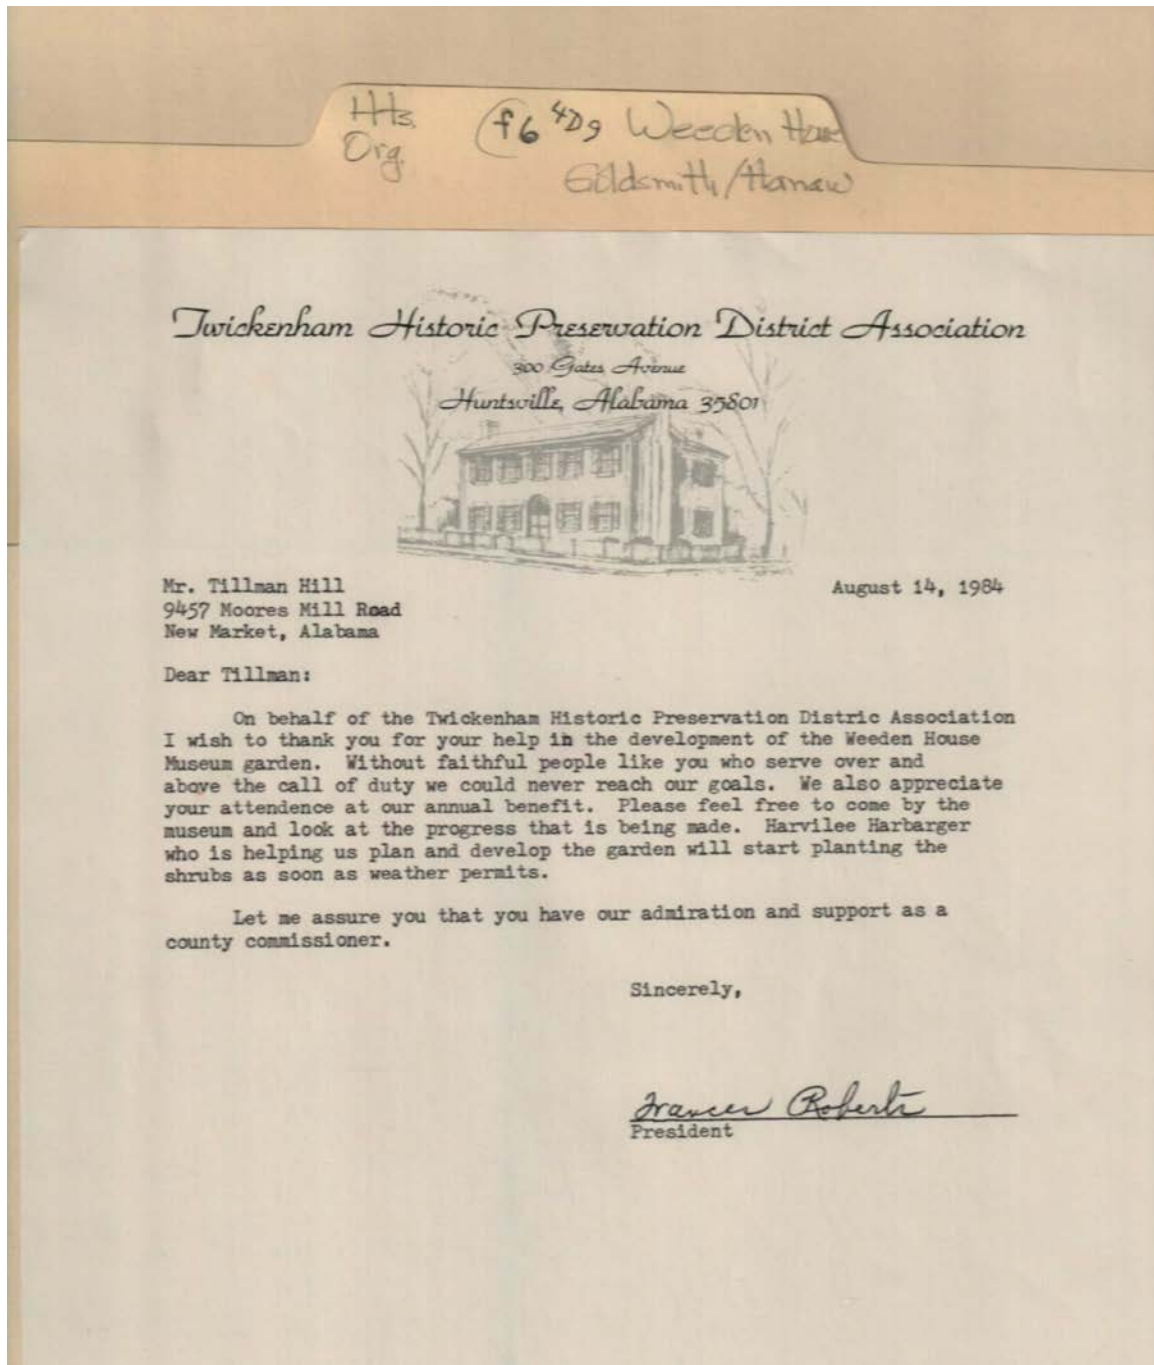 Hts. (f6 4Dg Weeden House
Org. Goldsmith/
Twickenham Historic Preservation District Association
300 Gates Avenue
Huntsville, Alabama 35801
Mr. Tillman Hill August 14, 1984
9457 Moores Mill Road
New Market, Alabama
Dear Tillman:
On behalf of the Twickenham Historic Preservation Distric Association
I wish to thank you for your help in the development of the Weeden House
Museum garden. Without faithful people like you who serve over and
above the call of duty we could never reach our goals. We also appreciate
your attendence at our annual benefit. Please feel free to come by the
museum and look at the progress that is being made. Harvilee Harbarger
who is helping us plan and develop the garden will start planting the
shrubs as soon as weather permits.
Let me assure you that you have our admiration and support as a
county commissioner.
Sincerely,
Frances Roberts
President